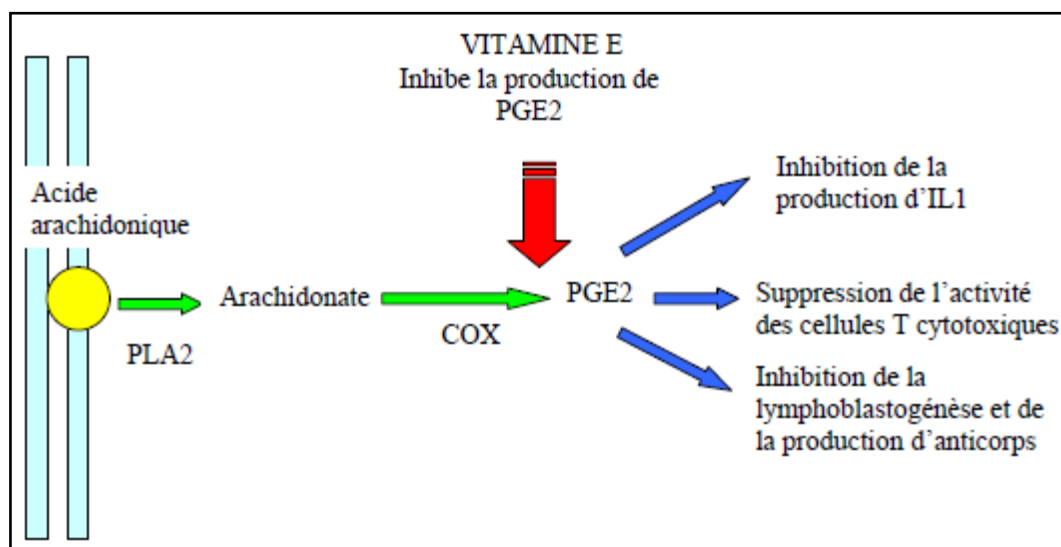 VITAMINE E
Inhibe la production de
PGE2
Acide
arachidonique
PLA2
Arachidonate
COX
PGE2
Inhibition de la
production d'IL1
Suppression de l'activité
des cellules T cytotoxiques
Inhibition de la
lymphoblastogénèse et de
la production d'anticorps